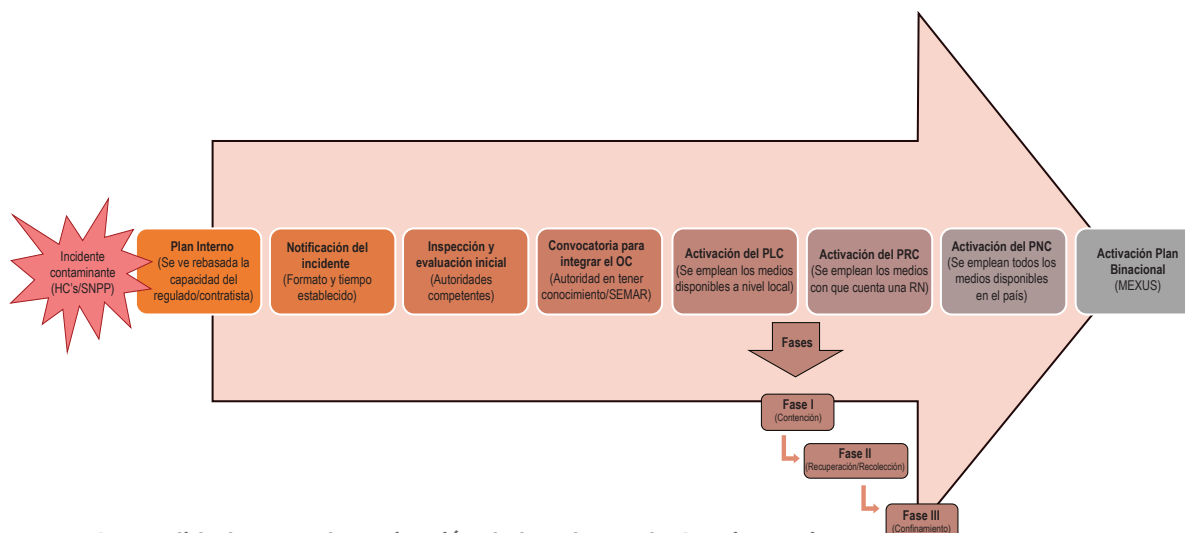 Incidente
contaminante
(HC's/SNPP)
Plan Interno
(Se ve rebasada la
capacidad del
regulado/contratista)
Notificación del
incidente
(Formato y tiempo
establecido)
Inspección y
evaluación inicial
(Autoridades
competentes)
Convocatoria para
integrar el OC
(Autoridad en tener
conocimiento/SEMAR)
Activación del PLC
(Se emplean los medios
disponibles a nivel local)
Activación del PRC
(Se emplean los medios
con que cuenta una RN)
Activación del PNC
(Se emplean todos los
medios disponibles
en el país)
Activación Plan
Binacional
(MEXUS)
Fases
Fase I
(Contención)
Fase II
(Recuperación/Recolección)
Fase III
(Confinamiento)